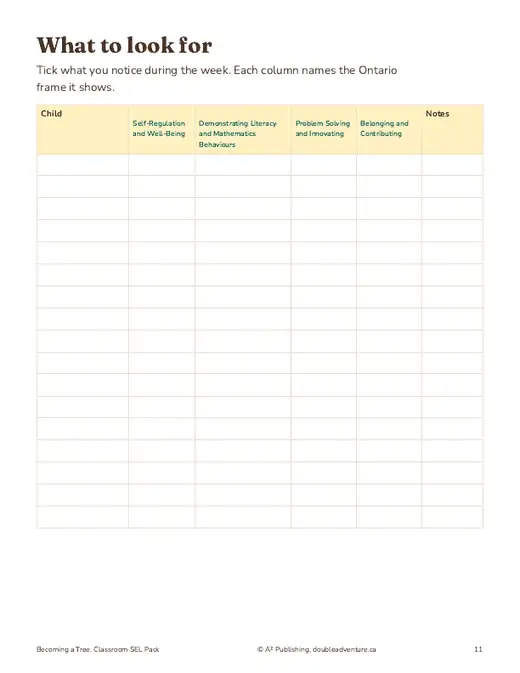 What to look for
Tick what you notice during the week. Each column names the Ontario
frame it shows.
Child
Self-Regulation
and Well-Being
Demonstrating Literacy
and Mathematics
Behaviours
Problem Solving
and Innovating
Belonging and
Contributing
Notes
Becoming a Tree. Classroom SEL Pack
© A² Publishing, doubleadventure.ca
11